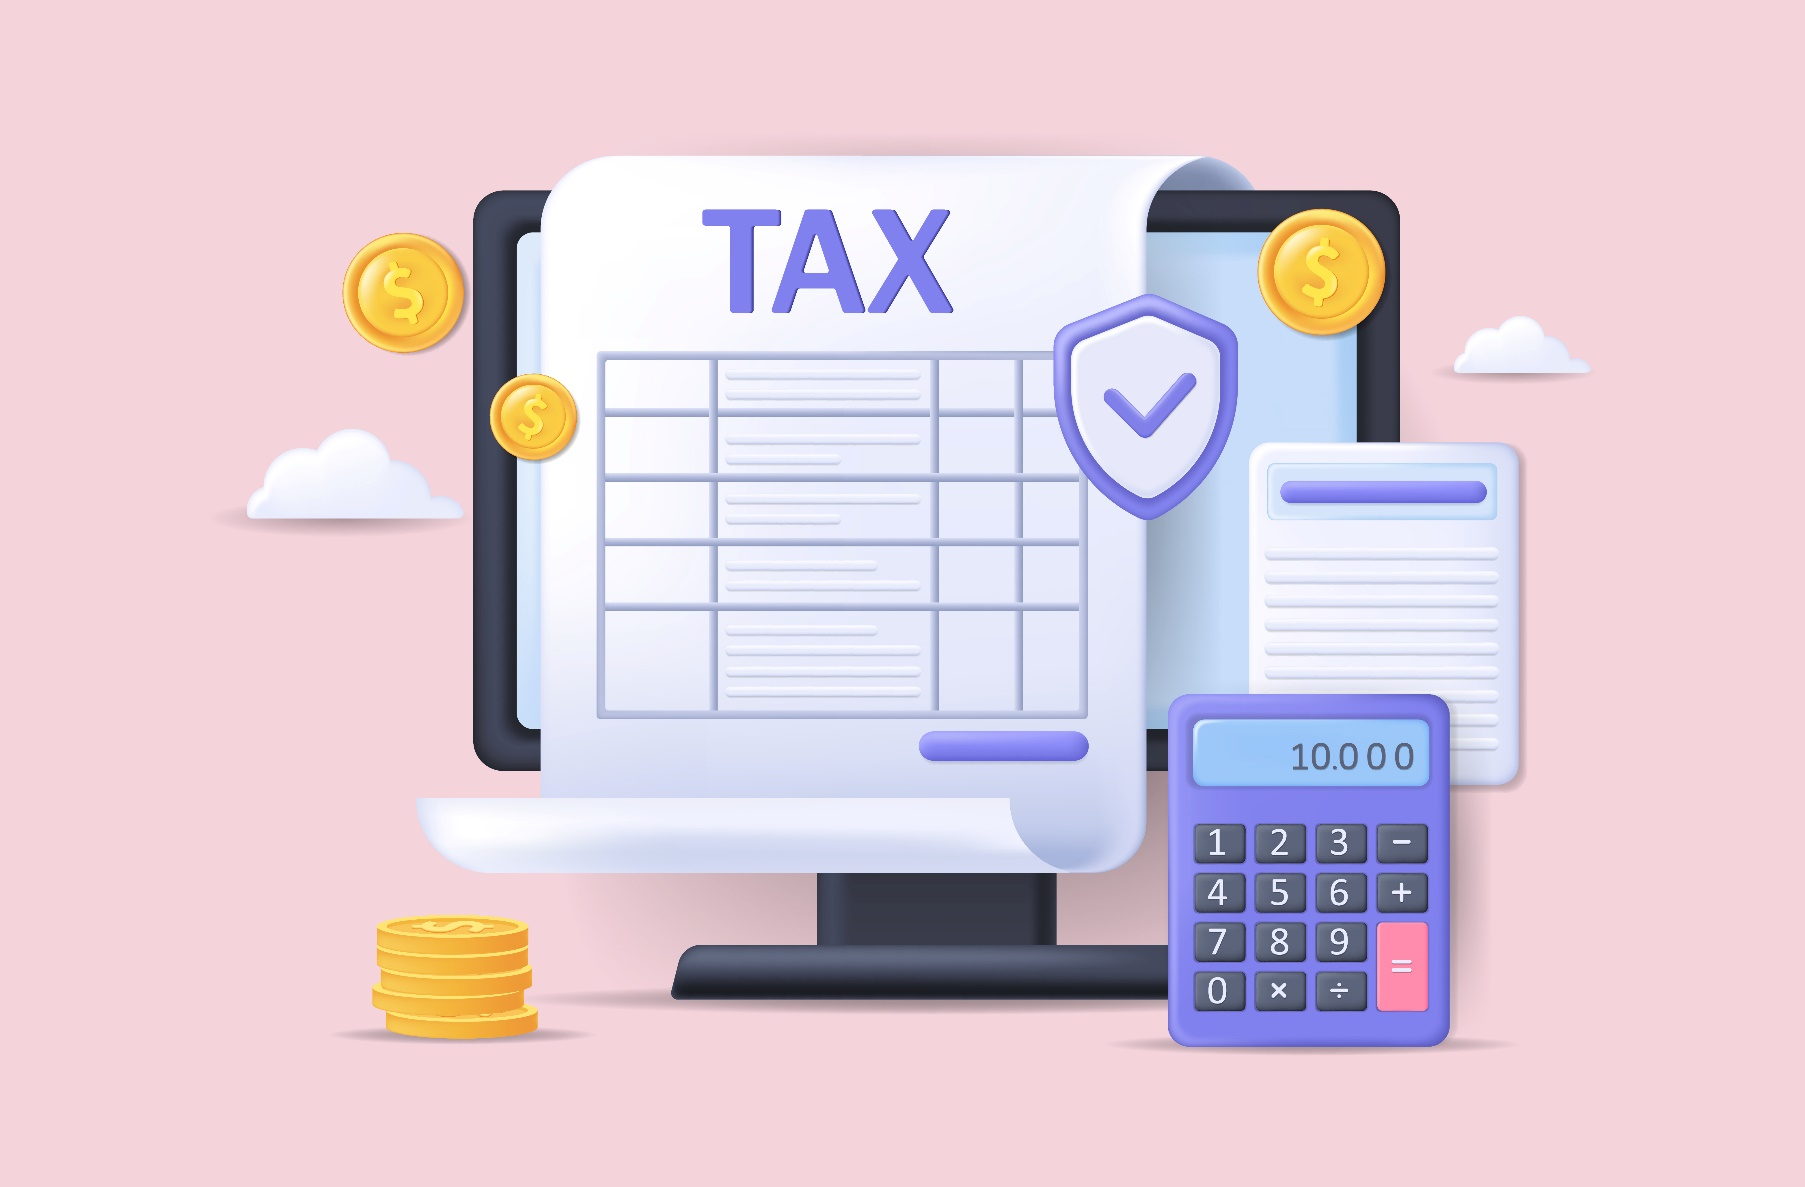 TAX
$
$
$
10.000
1 2 3 −
4 5 6 +
7 8 9
=
0 × ÷
$